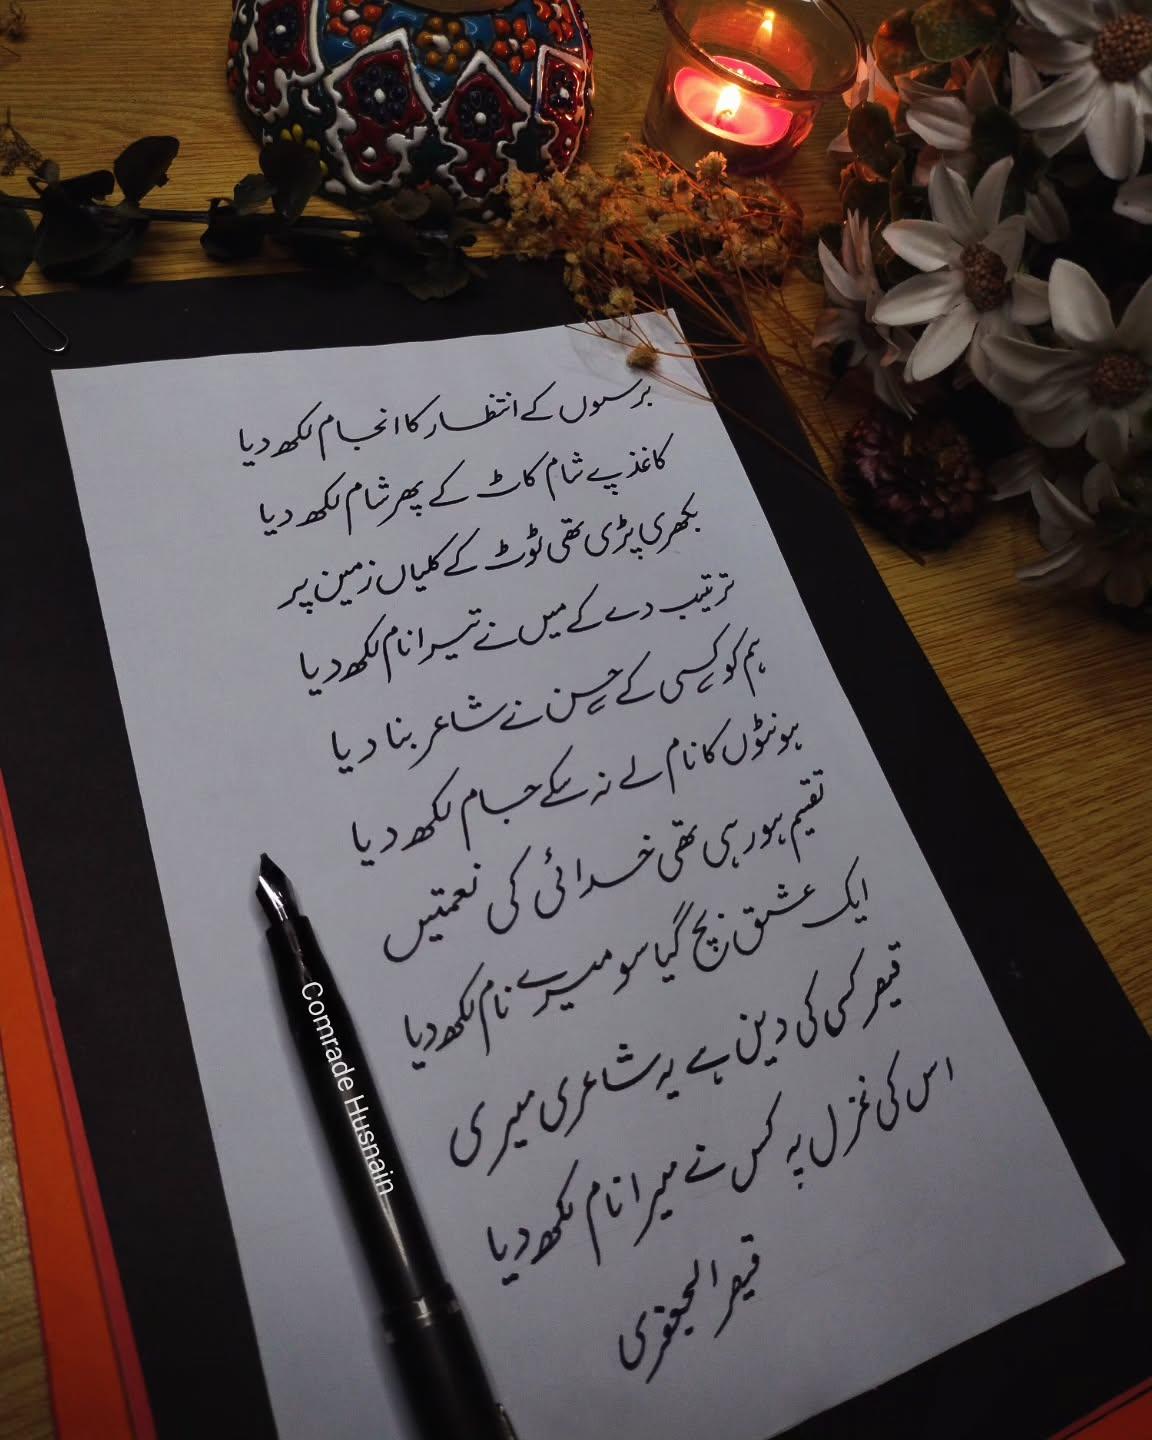 برسوں کے انتظار کا انجام لکھ دیا
کاغذ پے شام کاٹ کے پھر شام لکھ دیا
بکھری پڑی تھی ٹوٹ کے کلیاں زمین پر
ترتیب دے کے میں نے تیرا نام لکھ دیا
ہم کو کسی کے حسن نے شاعر بنا دیا
ہونٹوں کا نام لے نہ سکے جام لکھ دیا
تقسیم ہو رہی تھی خدائی کی نعمتیں
ایک عشق بچ گیا سو میرے نام لکھ دیا
قیصر کسی کی دین ہے یہ شاعری میری
اس کی غزل پہ کس نے میرا نام لکھ دیا
قیصر الجعفری
Comrade Husnain